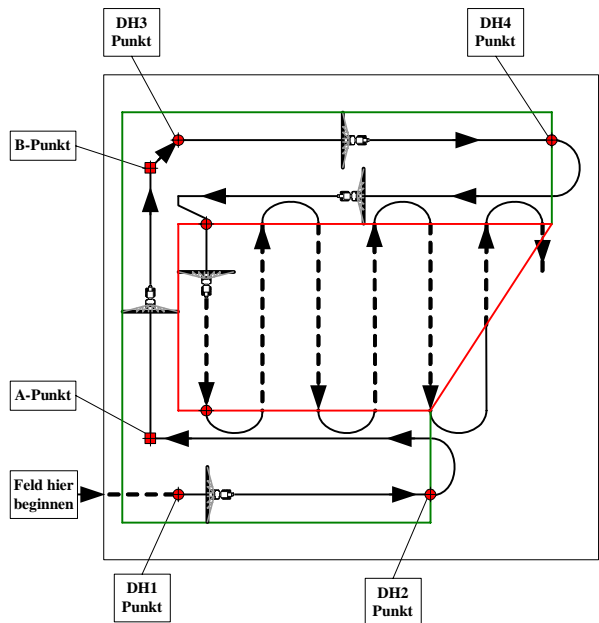 DH3
Punkt
DH4
Punkt
B-Punkt
A-Punkt
Feld hier
beginnen
DH1
Punkt
DH2
Punkt